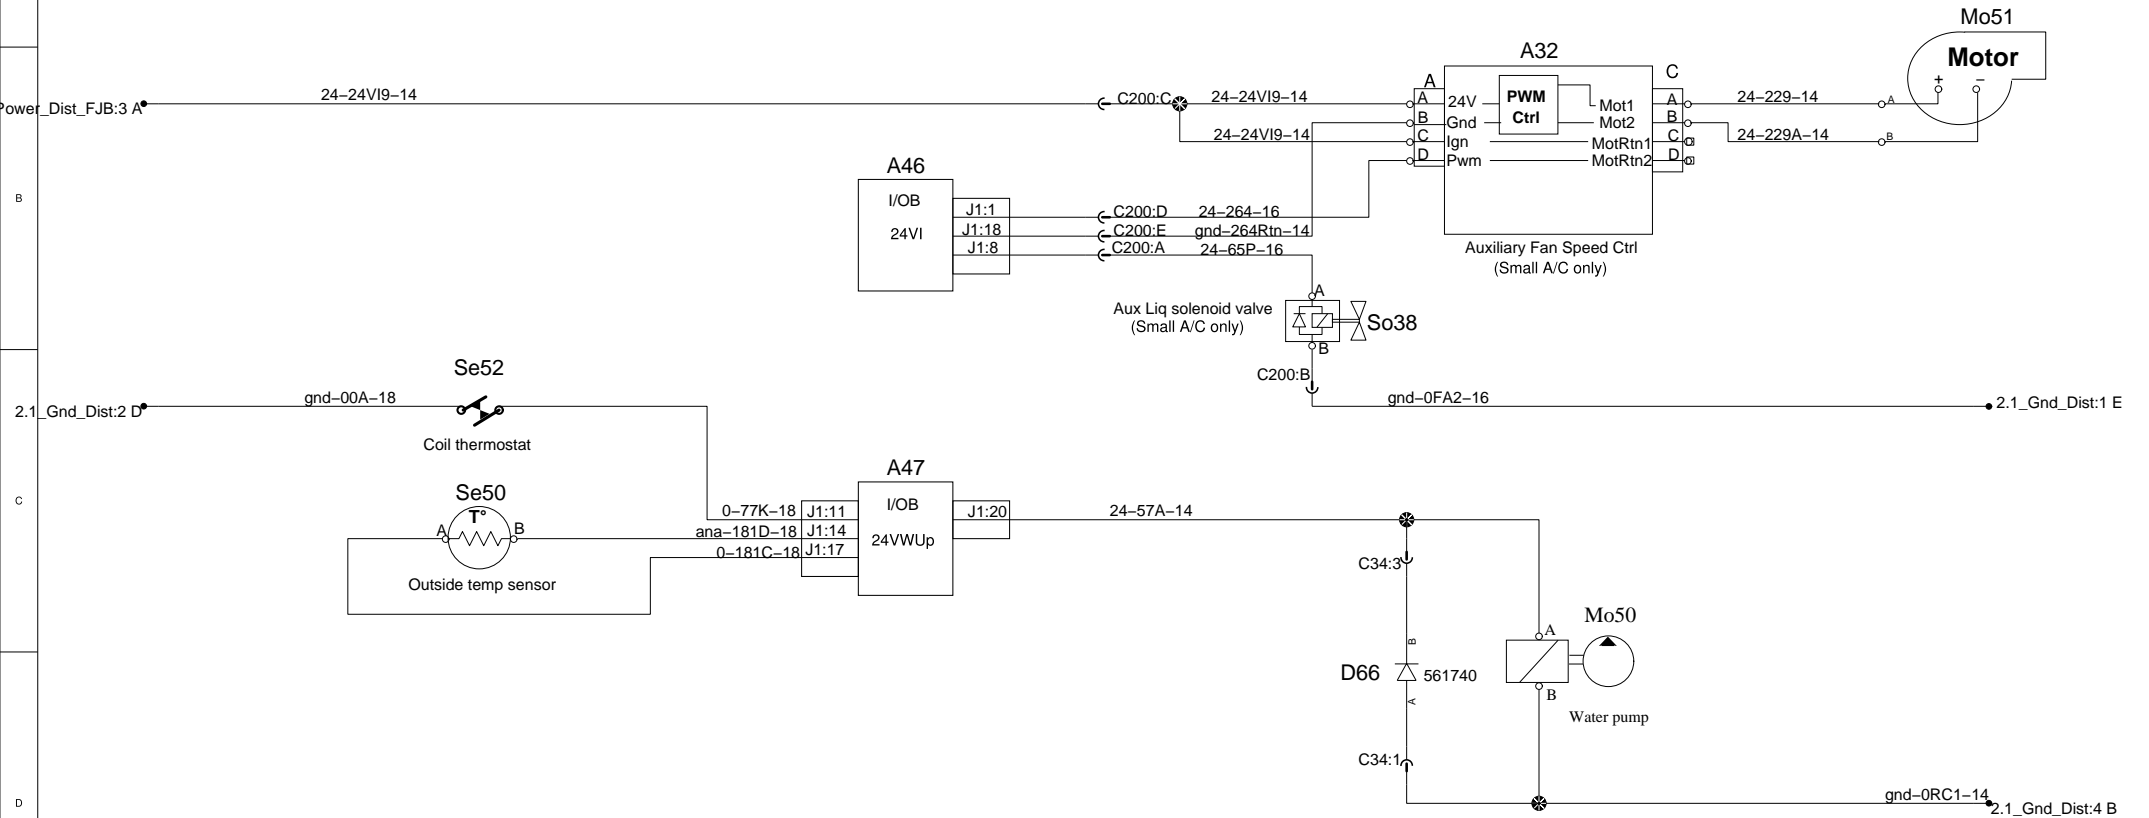 Mo51
Motor
+ −
A32
A
C
Power_Dist_FJB:3 A
24−24VI9−14
C200:C
24−24VI9−14
A
24V
PWM
Ctrl
Mot1
A
24−229−14
A
B
Gnd
Mot2
B
24−24VI9−14
C
Ign
MotRtn1
C
24−229A−14
B
D
Pwm
MotRtn2
D
A46
I/OB
24VI
J1:1
C200:D
24−264−16
J1:18
C200:E
gnd−264Rtn−14
J1:8
C200:A
24−65P−16
Auxiliary Fan Speed Ctrl
(Small A/C only)
B
A
Aux Liq solenoid valve
(Small A/C only)
So38
B
C200:B
Se52
2.1_Gnd_Dist:2 D
gnd−00A−18
gnd−0FA2−16
2.1_Gnd_Dist:1 E
Coil thermostat
A47
C
Se50
T°
A
B
Outside temp sensor
0−77K−18
J1:11
I/OB
J1:20
24−57A−14
ana−181D−18
J1:14
24VWUp
0−181C−18
J1:17
C34:3
Mo50
A
B
D66
561740
A
B
Water pump
C34:1
D
gnd−0RC1−14
2.1_Gnd_Dist:4 B